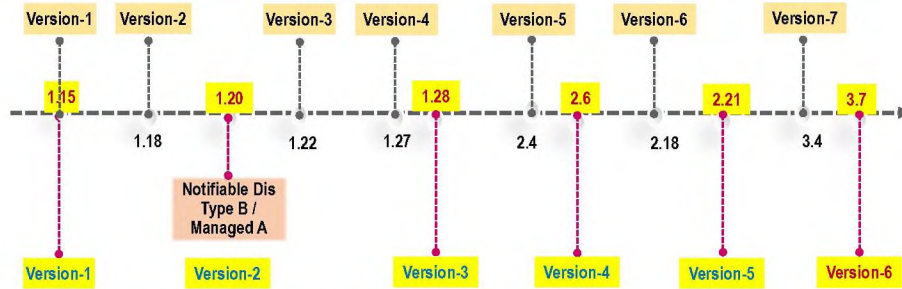 Version-1 Version-2 Version-3 Version-4 Version-5 Version-6 Version-7
1.15 1.20 1.28 2.6 2.21 3.7
1.18 1.22 1.27 2.4 2.18 3.4
Notifiable Dis
Type B /
Managed A
Version-1 Version-2 Version-3 Version-4 Version-5 Version-6